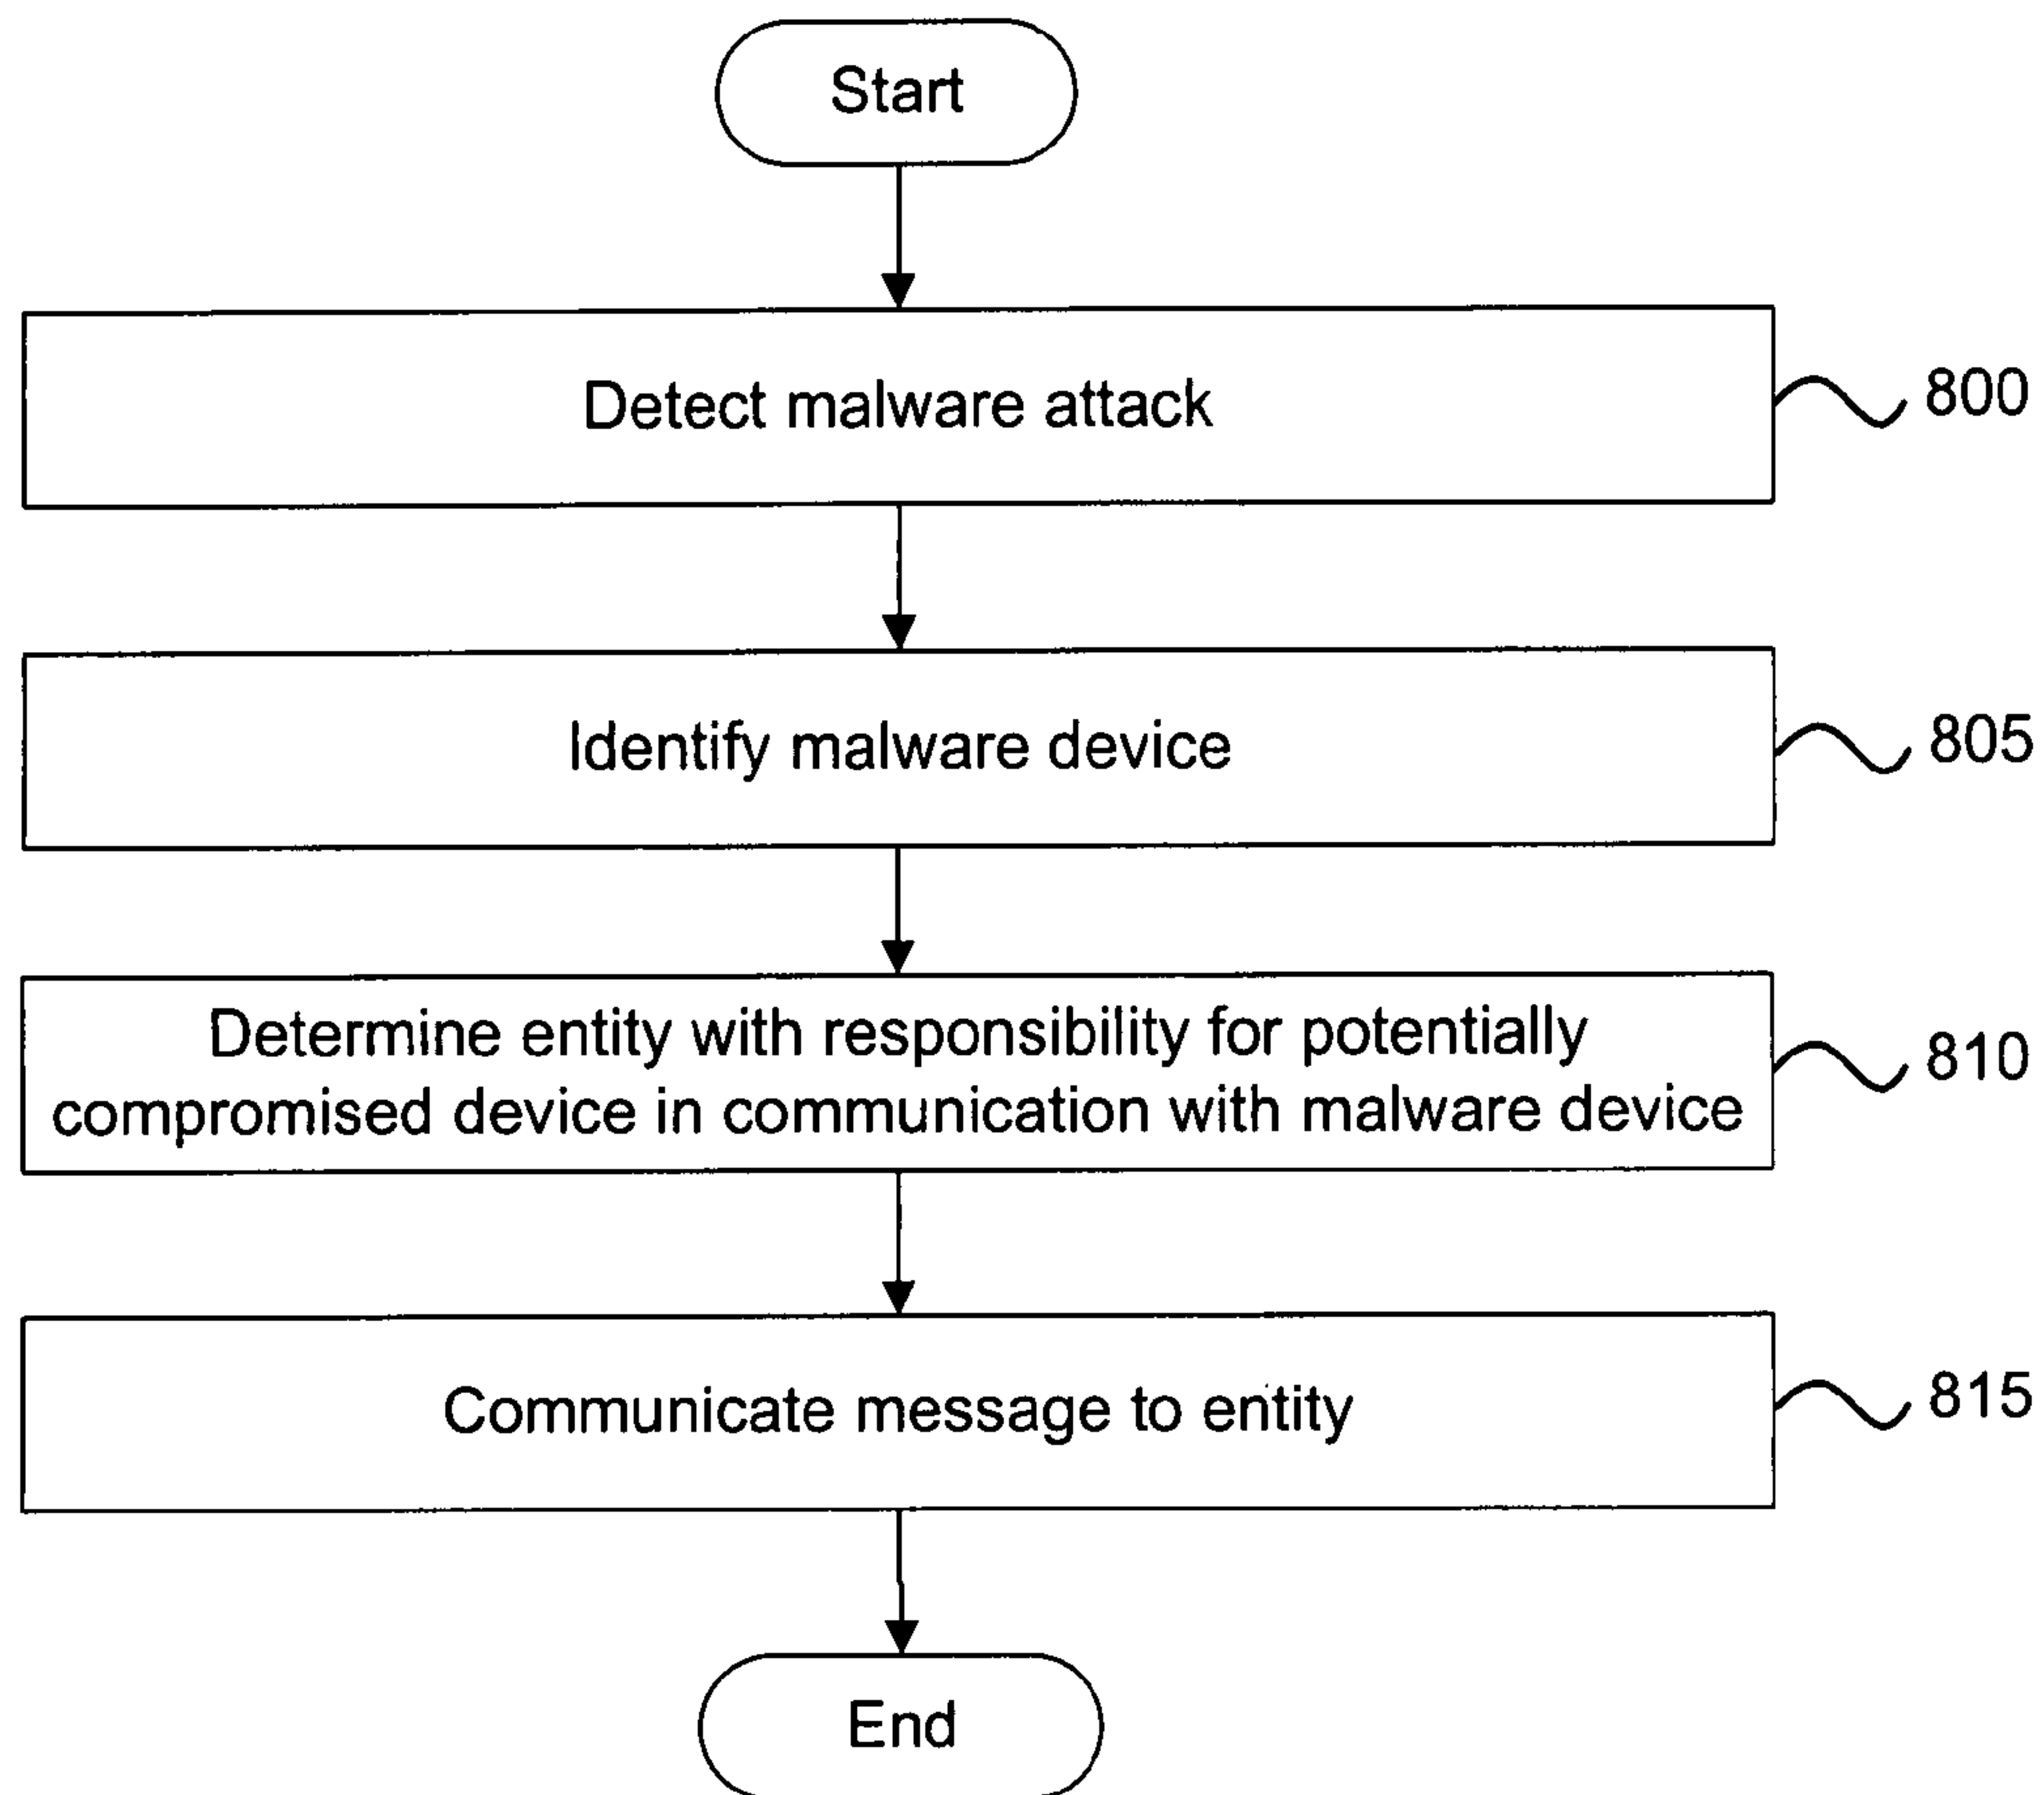 Start
Detect malware attack
800
Identify malware device
805
Determine entity with responsibility for potentially
compromised device in communication with malware device
810
Communicate message to entity
815
End